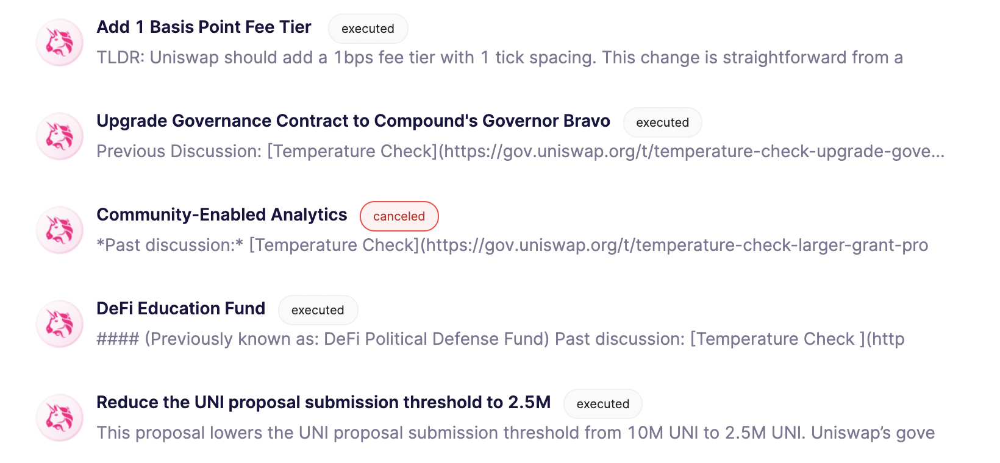 Add 1 Basis Point Fee Tier executed
TLDR: Uniswap should add a 1bps fee tier with 1 tick spacing. This change is straightforward from a
Upgrade Governance Contract to Compound's Governor Bravo executed
Previous Discussion: [Temperature Check](https://gov.uniswap.org/t/temperature-check-upgrade-gove...
Community-Enabled Analytics canceled
*Past discussion:* [Temperature Check](https://gov.uniswap.org/t/temperature-check-larger-grant-pro
DeFi Education Fund executed
#### (Previously known as: DeFi Political Defense Fund) Past discussion: [Temperature Check ](http
Reduce the UNI proposal submission threshold to 2.5M executed
This proposal lowers the UNI proposal submission threshold from 10M UNI to 2.5M UNI. Uniswap’s gove